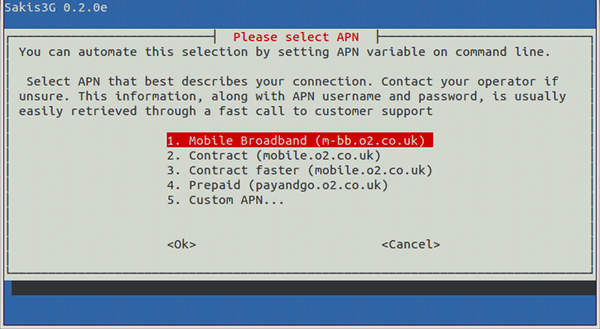 Sakis3G 0.2.0e
Please select APN
You can automate this selection by setting APN variable on command line.
Select APN that best describes your connection. Contact your operator if
unsure. This information, along with APN username and password, is usually
easily retrieved through a fast call to customer support
1. Mobile Broadband (m-bb.o2.co.uk)
2. Contract (mobile.o2.co.uk)
3. Contract faster (mobile.o2.co.uk)
4. Prepaid (payandgo.o2.co.uk)
5. Custom APN...
<Ok> <Cancel>